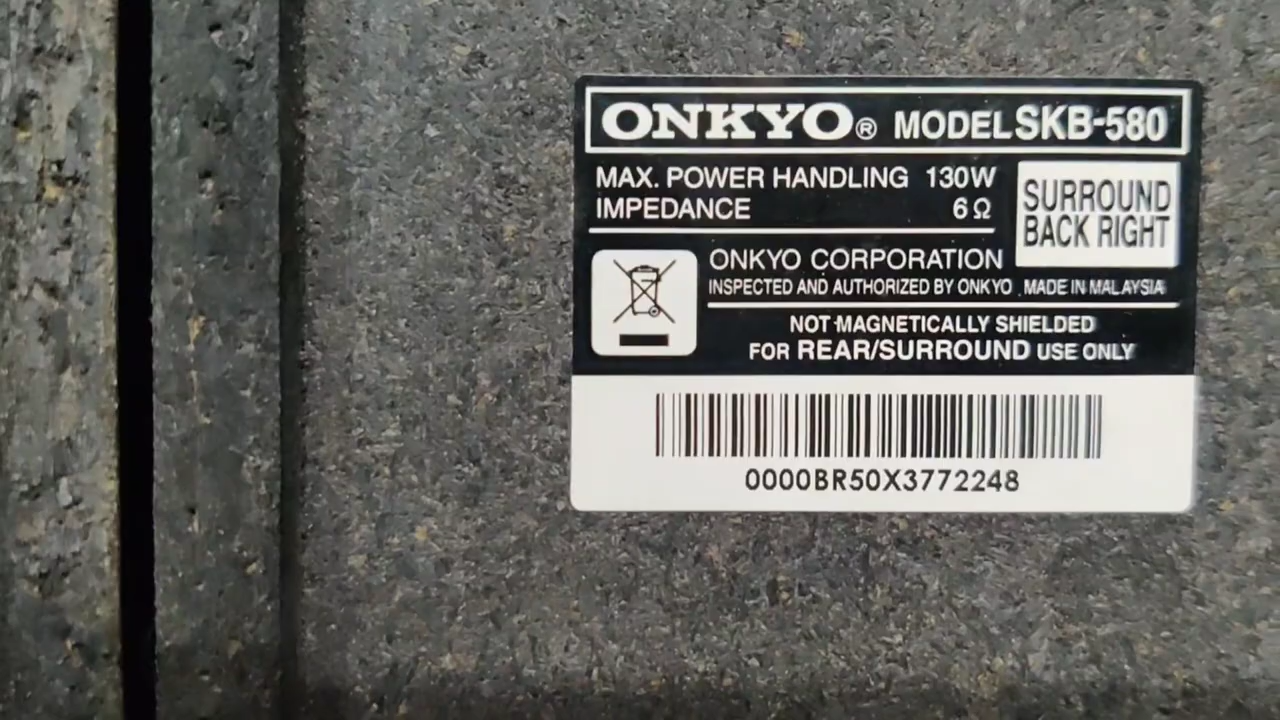 ONKYO® MODEL SKB-580
MAX. POWER HANDLING 130W
IMPEDANCE 6Ω
SURROUND
BACK RIGHT
ONKYO CORPORATION
INSPECTED AND AUTHORIZED BY ONKYO . MADE IN MALAYSIA
NOT MAGNETICALLY SHIELDED
FOR REAR/SURROUND USE ONLY
0000BR50X3772248